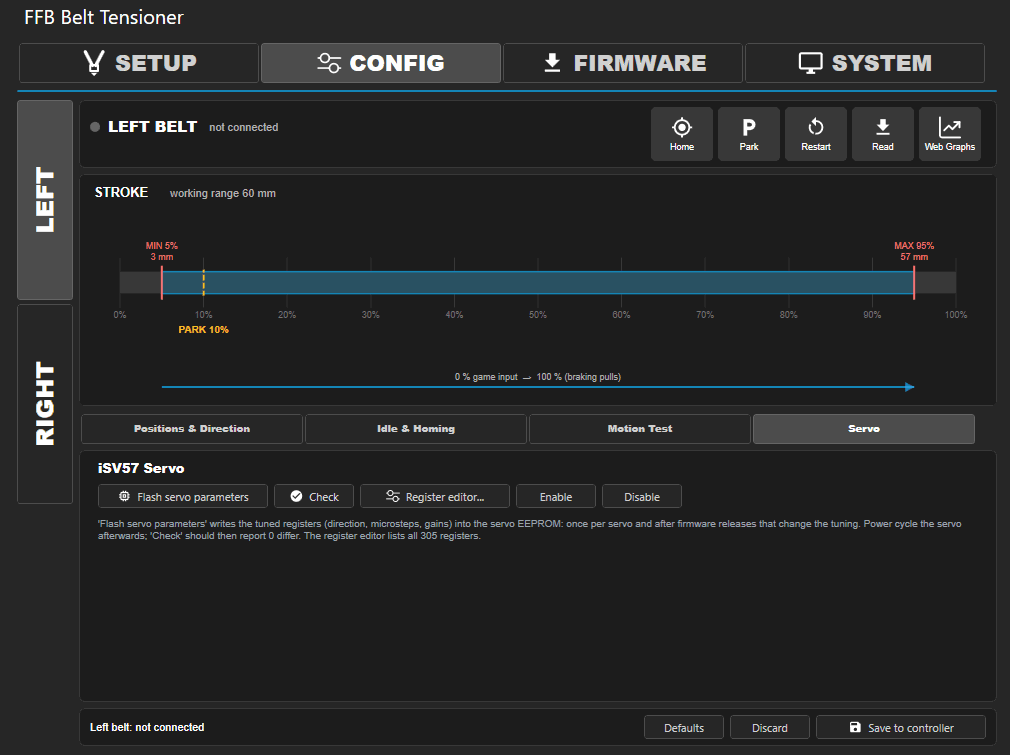 FFB Belt Tensioner
SETUP
CONFIG
FIRMWARE
SYSTEM
LEFT
RIGHT
LEFT BELT not connected
Home
Park
Restart
Read
Web Graphs
STROKE working range 60 mm
MIN 5%
3 mm
MAX 95%
57 mm
0% 10% 20% 30% 40% 50% 60% 70% 80% 90% 100%
PARK 10%
0 % game input → 100 % (braking pulls)
Positions & Direction
Idle & Homing
Motion Test
Servo
iSV57 Servo
Flash servo parameters
Check
Register editor...
Enable
Disable
'Flash servo parameters' writes the tuned registers (direction, microsteps, gains) into the servo EEPROM: once per servo and after firmware releases that change the tuning. Power cycle the servo
afterwards; 'Check' should then report 0 differ. The register editor lists all 305 registers.
Left belt: not connected
Defaults
Discard
Save to controller